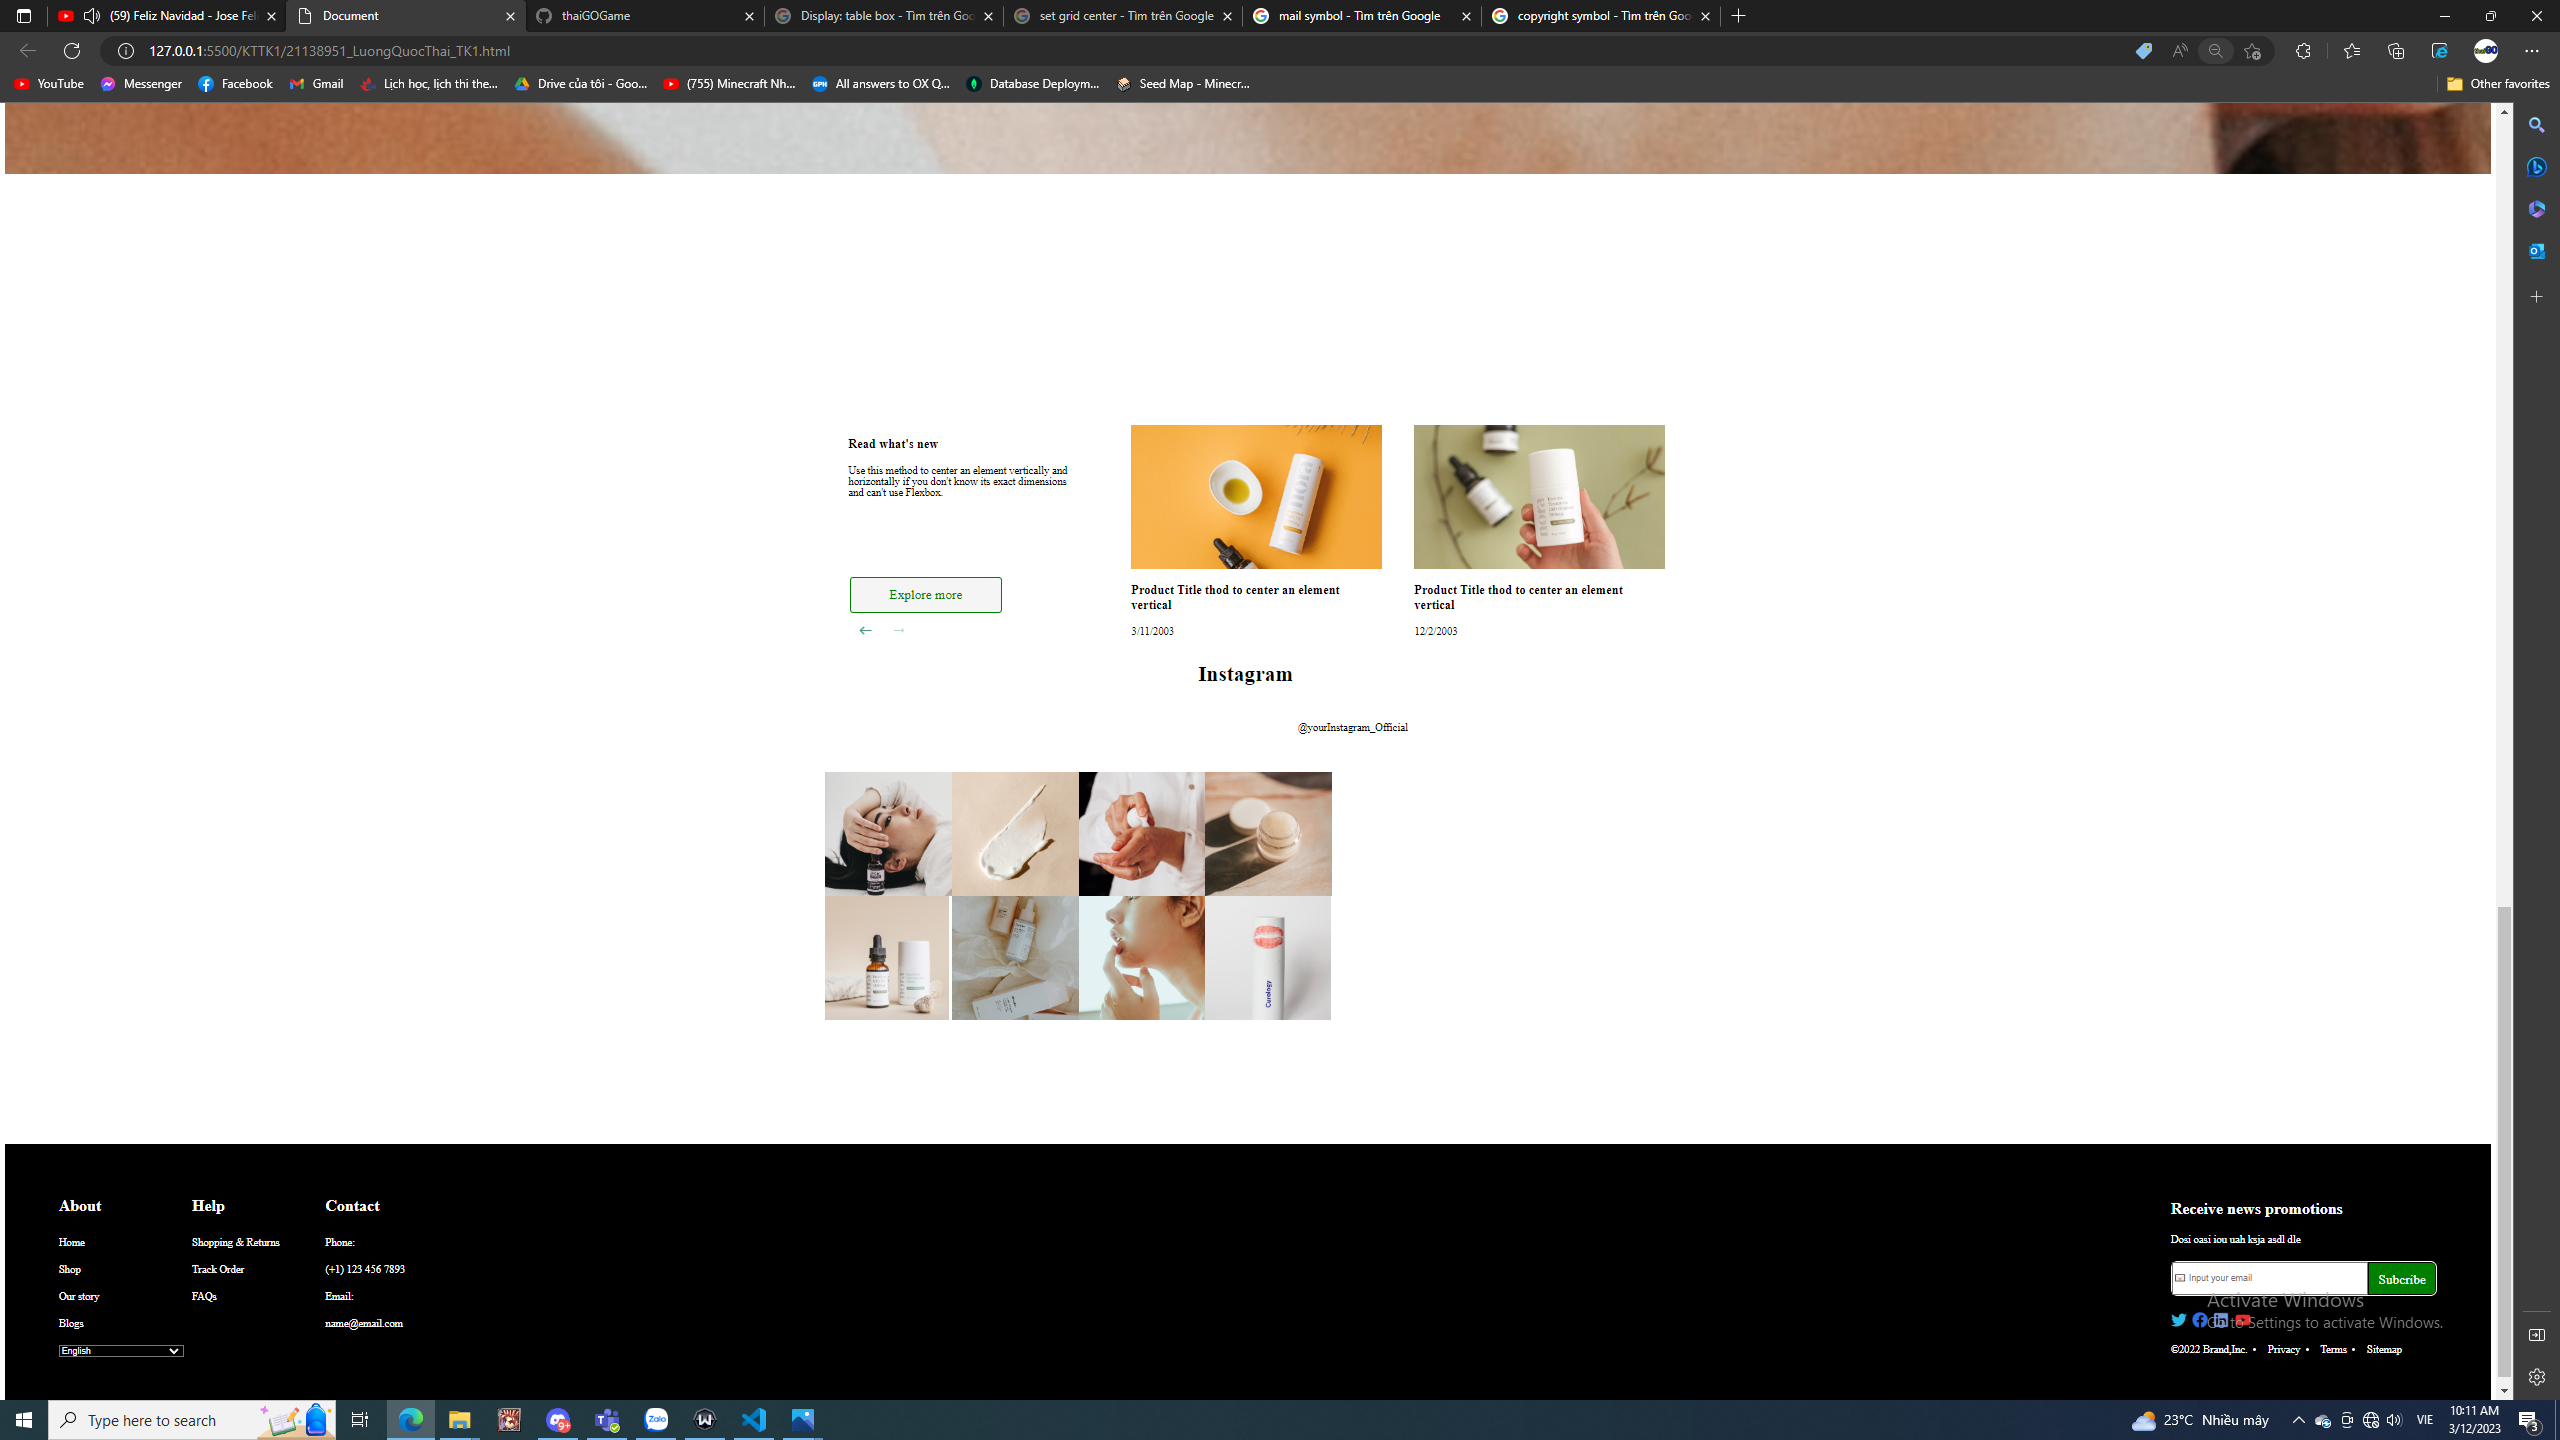 (59) Feliz Navidad - Jose Fel
Document
thaiGOGame
Display: table box - Tìm trên Goo
set grid center - Tìm trên Google
mail symbol - Tìm trên Google
copyright symbol - Tìm trên Goo
127.0.0.1:5500/KTTK1/21138951_LuongQuocThai_TK1.html
YouTube
Messenger
Facebook
Gmail
Lịch học, lịch thi the...
Drive của tôi - Goo...
(755) Minecraft Nh...
All answers to OX Q...
Database Deploym...
Seed Map - Minecr...
Other favorites
Read what's new
Use this method to center an element vertically and
horizontally if you don't know its exact dimensions
and can't use Flexbox.
Explore more
Product Title thod to center an element
vertical
3/11/2003
Product Title thod to center an element
vertical
12/2/2003
Instagram
@yourInstagram_Official
Curology
About
Home
Shop
Our story
Blogs
English
Help
Shopping & Returns
Track Order
FAQs
Contact
Phone:
(+1) 123 456 7893
Email:
name@email.com
Receive news promotions
Dosi oasi iou uah ksja asdl dle
Input your email
Subcribe
Activate Windows
Go to Settings to activate Windows.
©2022 Brand,Inc. • Privacy • Terms • Sitemap
Type here to search
9+
Zalo
23°C Nhiều mây
VIE
10:11 AM
3/12/2023
3